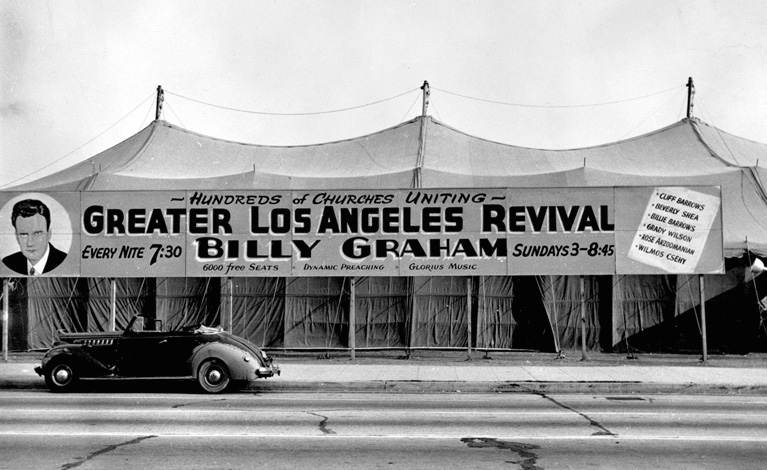 ~ HUNDREDS of CHURCHES UNITING ~
GREATER LOS ANGELES REVIVAL
EVERY NITE 7:30 BILLY GRAHAM SUNDAYS 3-8:45
6000 free SEATS DYNAMIC PREACHING GLORIUS MUSIC
• CLIFF BARROWS
• BEVERLY SHEA
• BILLIE BARROWS
• GRADY WILSON
• ROSE AREZOOMANIAN
• WILMOS CSEHY